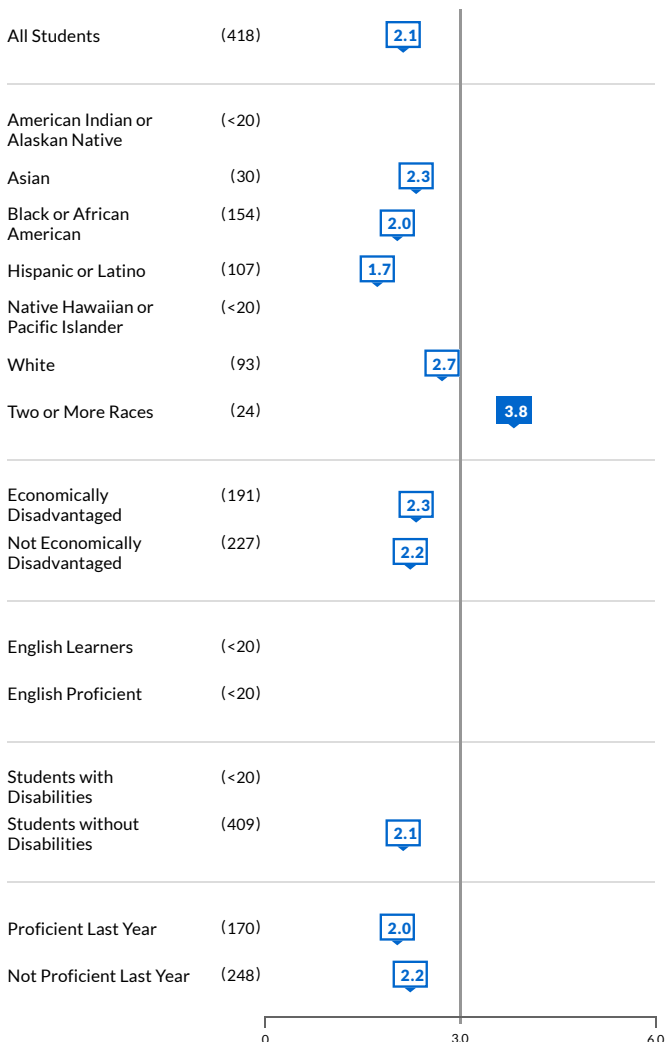 All Students (418) 2.1
American Indian or
Alaskan Native (<20)
Asian (30) 2.3
Black or African
American (154) 2.0
Hispanic or Latino (107) 1.7
Native Hawaiian or
Pacific Islander (<20)
White (93) 2.7
Two or More Races (24) 3.8
Economically
Disadvantaged (191) 2.3
Not Economically
Disadvantaged (227) 2.2
English Learners (<20)
English Proficient (<20)
Students with
Disabilities (<20)
Students without
Disabilities (409) 2.1
Proficient Last Year (170) 2.0
Not Proficient Last Year (248) 2.2
0 3.0 6.0